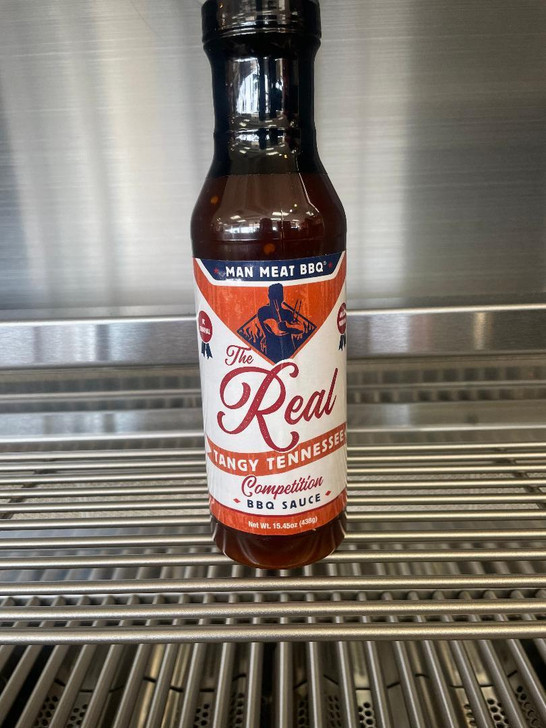 MAN MEAT BBQ®
The
Real
TANGY TENNESSEE
Competition
BBQ SAUCE
Net Wt. 15.45oz (438g)